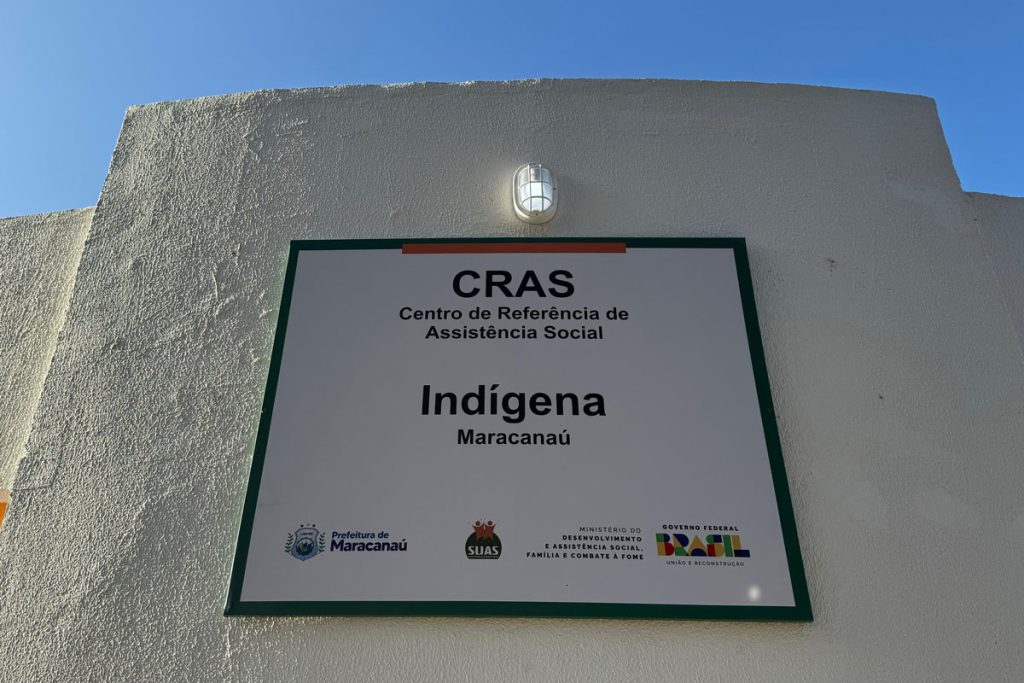 CRAS
Centro de Referência de
Assistência Social
Indígena
Maracanaú
Prefeitura de
Maracanaú
SUAS
MINISTÉRIO DO
DESENVOLVIMENTO
E ASSISTÊNCIA SOCIAL,
FAMÍLIA E COMBATE À FOME
GOVERNO FEDERAL
BRASIL
UNIÃO E RECONSTRUÇÃO